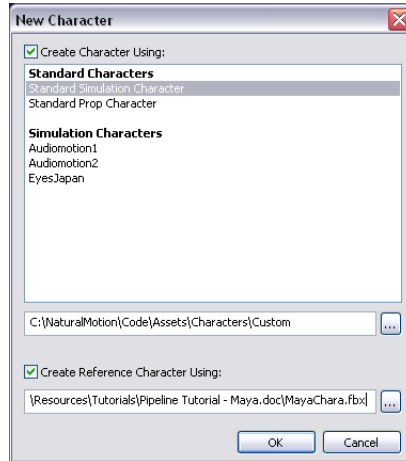 New Character
Create Character Using:
Standard Characters
Standard Simulation Character
Standard Prop Character
Simulation Characters
Audiomotion1
Audiomotion2
EyesJapan
C:\NaturalMotion\Code\Assets\Characters\Custom
...
Create Reference Character Using:
\Resources\Tutorials\Pipeline Tutorial - Maya.doc\MayaChara.fbx
...
OK Cancel